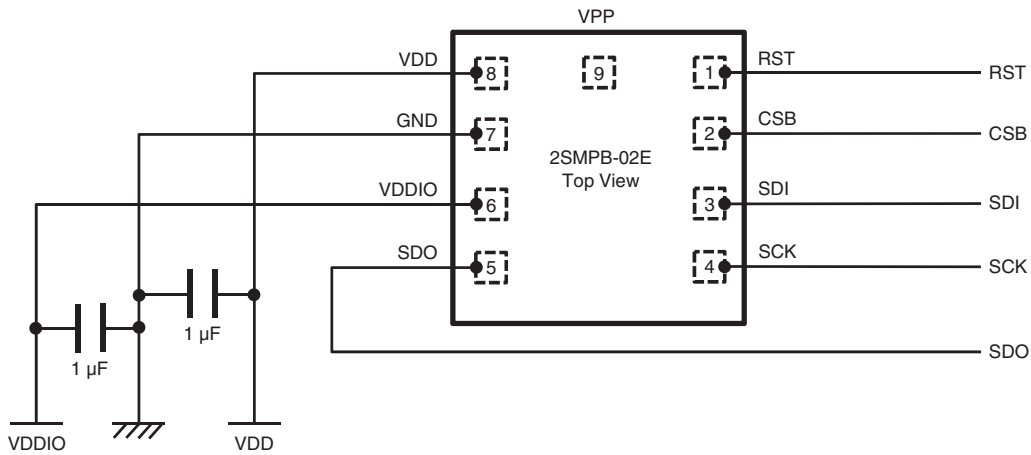 VPP
VDD
8
9
1
RST
RST
GND
7
2
CSB
CSB
2SMPB-02E
Top View
VDDIO
6
3
SDI
SDI
SDO
5
4
SCK
SCK
1 µF
1 µF
SDO
VDDIO
VDD